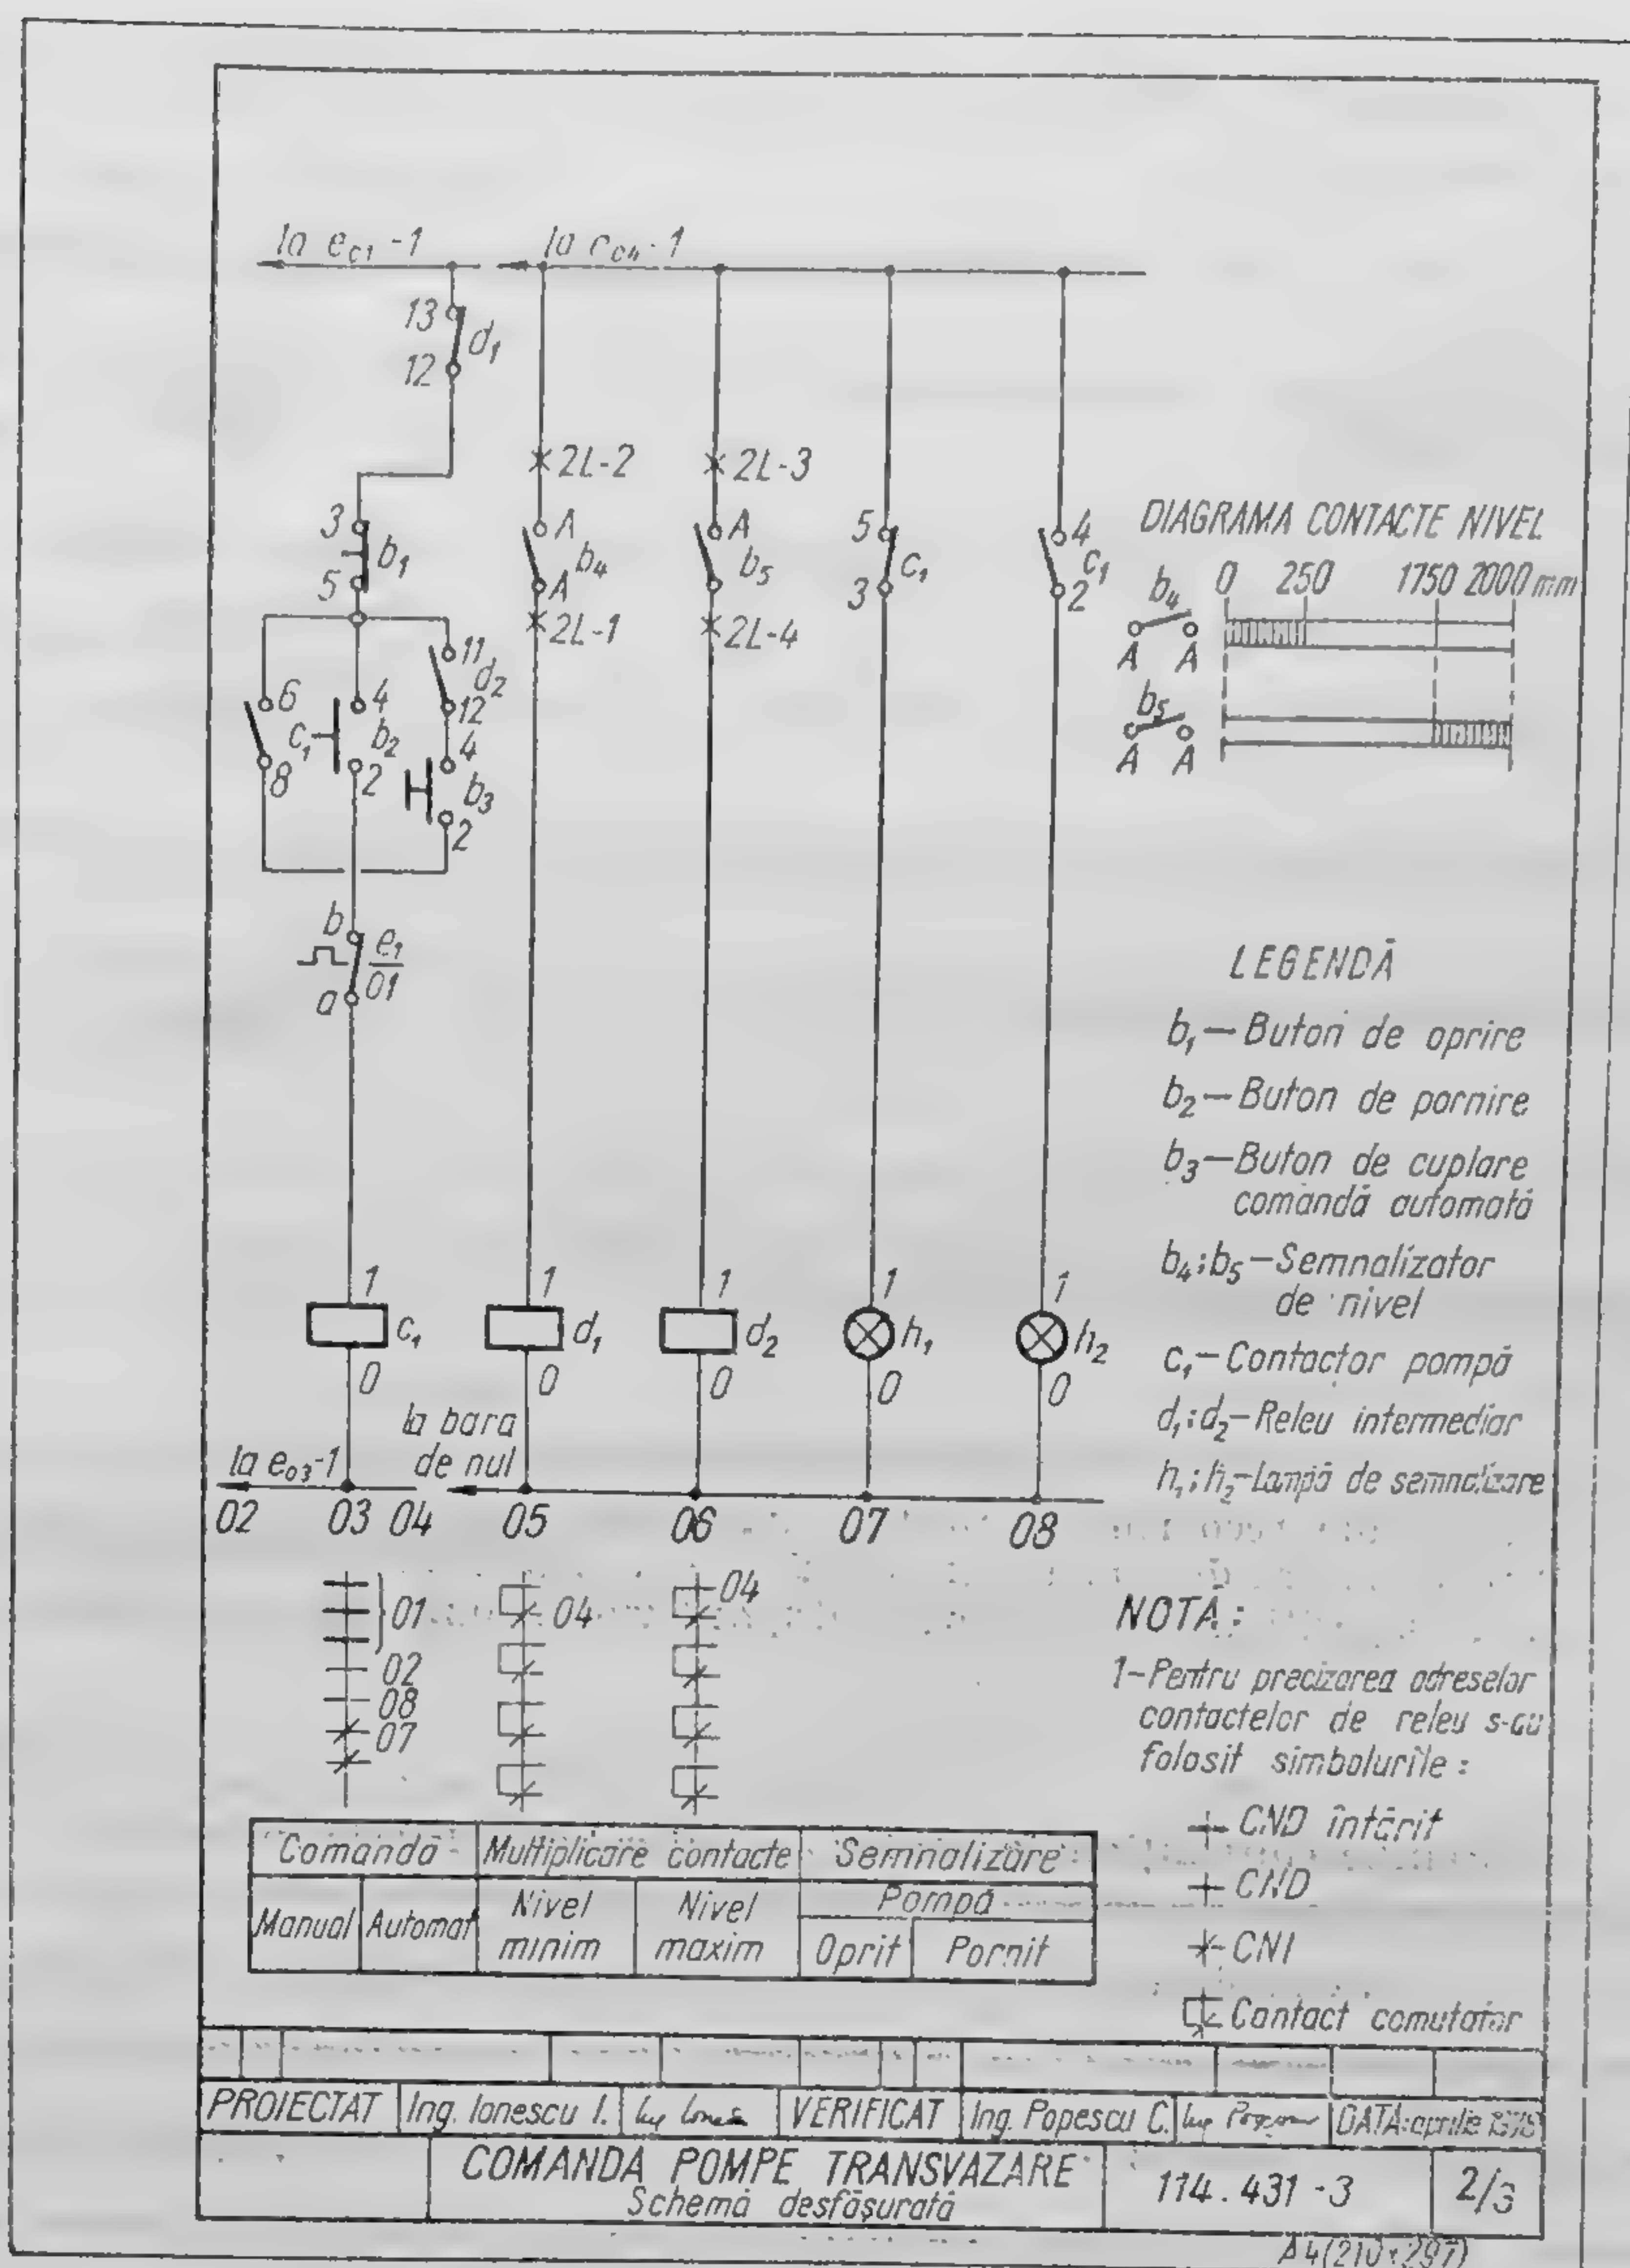 la e_c1 -1
la e_c4 -1
13
d₁
12
2L-2
2L-3
3
b₁
5
A
b₄
A
A
b₅
5
c₁
3
4
c₁
2
2L-1
2L-4
11
d₂
12
6
c₁
8
4
b₂
2
4
b₃
2
b
e₁
01
a
DIAGRAMA CONTACTE NIVEL
0 250 1750 2000 mm
b₄
A A
b₅
A A
LEGENDĂ
b₁—Buton de oprire
b₂—Buton de pornire
b₃—Buton de cuplare
comandă automată
b₄;b₅—Semnalizator
de nivel
c₁—Contactor pompă
d₁;d₂—Releu intermediar
h₁;h₂—Lampă de semnalizare
1 1 1 1 1
c₁ d₁ d₂ h₁ h₂
0 0 0 0 0
la e₀₃-1
la bara
de nul
02 03 04 05 06 07 08
01
02
08
07
04
04
NOTĂ:
1-Pentru precizarea adreselor
contactelor de releu s-au
folosit simbolurile:
CND întărit
CND
CNI
Contact comutator
Comandă Multiplicare contacte Semnalizare
Manual Automat Nivel minim Nivel maxim Pompă
Oprit Pornit
PROIECTAT Ing. Ionescu I. VERIFICAT Ing. Popescu C. DATA: aprilie
COMANDA POMPE TRANSVAZARE
Schemă desfășurată
114.431-3
2/3
A4(210×297)